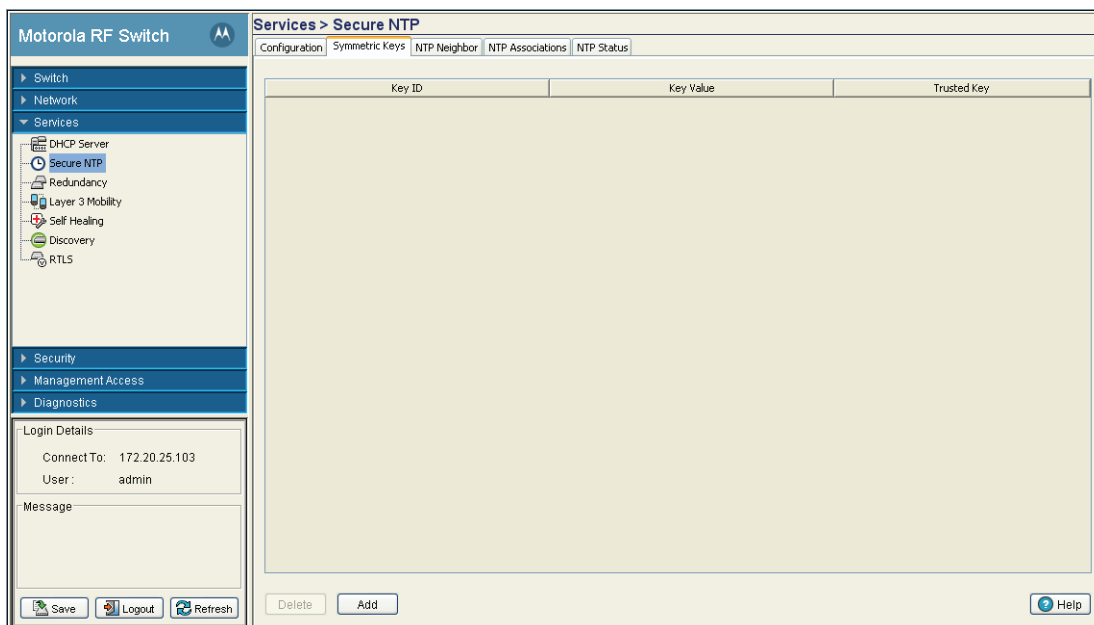 Motorola RF Switch
Switch
Network
Services
DHCP Server
Secure NTP
Redundancy
Layer 3 Mobility
Self Healing
Discovery
RTLS
Security
Management Access
Diagnostics
Login Details
Connect To: 172.20.25.103
User : admin
Message
Save Logout Refresh
Services > Secure NTP
Configuration Symmetric Keys NTP Neighbor NTP Associations NTP Status
Key ID Key Value Trusted Key
Delete Add Help